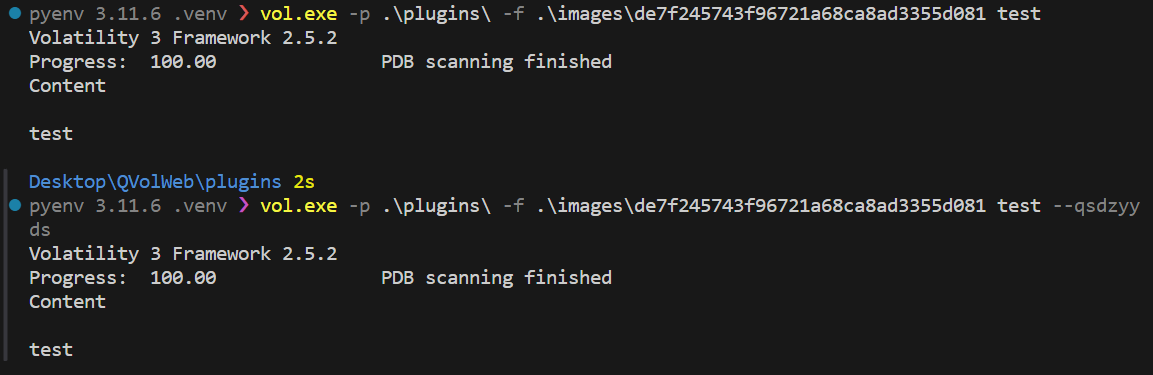 pyenv 3.11.6 .venv ❯ vol.exe -p .\plugins\ -f .\images\de7f245743f96721a68ca8ad3355d081 test
Volatility 3 Framework 2.5.2
Progress:  100.00               PDB scanning finished
Content

test

Desktop\QVolWeb\plugins 2s
pyenv 3.11.6 .venv ❯ vol.exe -p .\plugins\ -f .\images\de7f245743f96721a68ca8ad3355d081 test --qsdzyy
ds
Volatility 3 Framework 2.5.2
Progress:  100.00               PDB scanning finished
Content

test